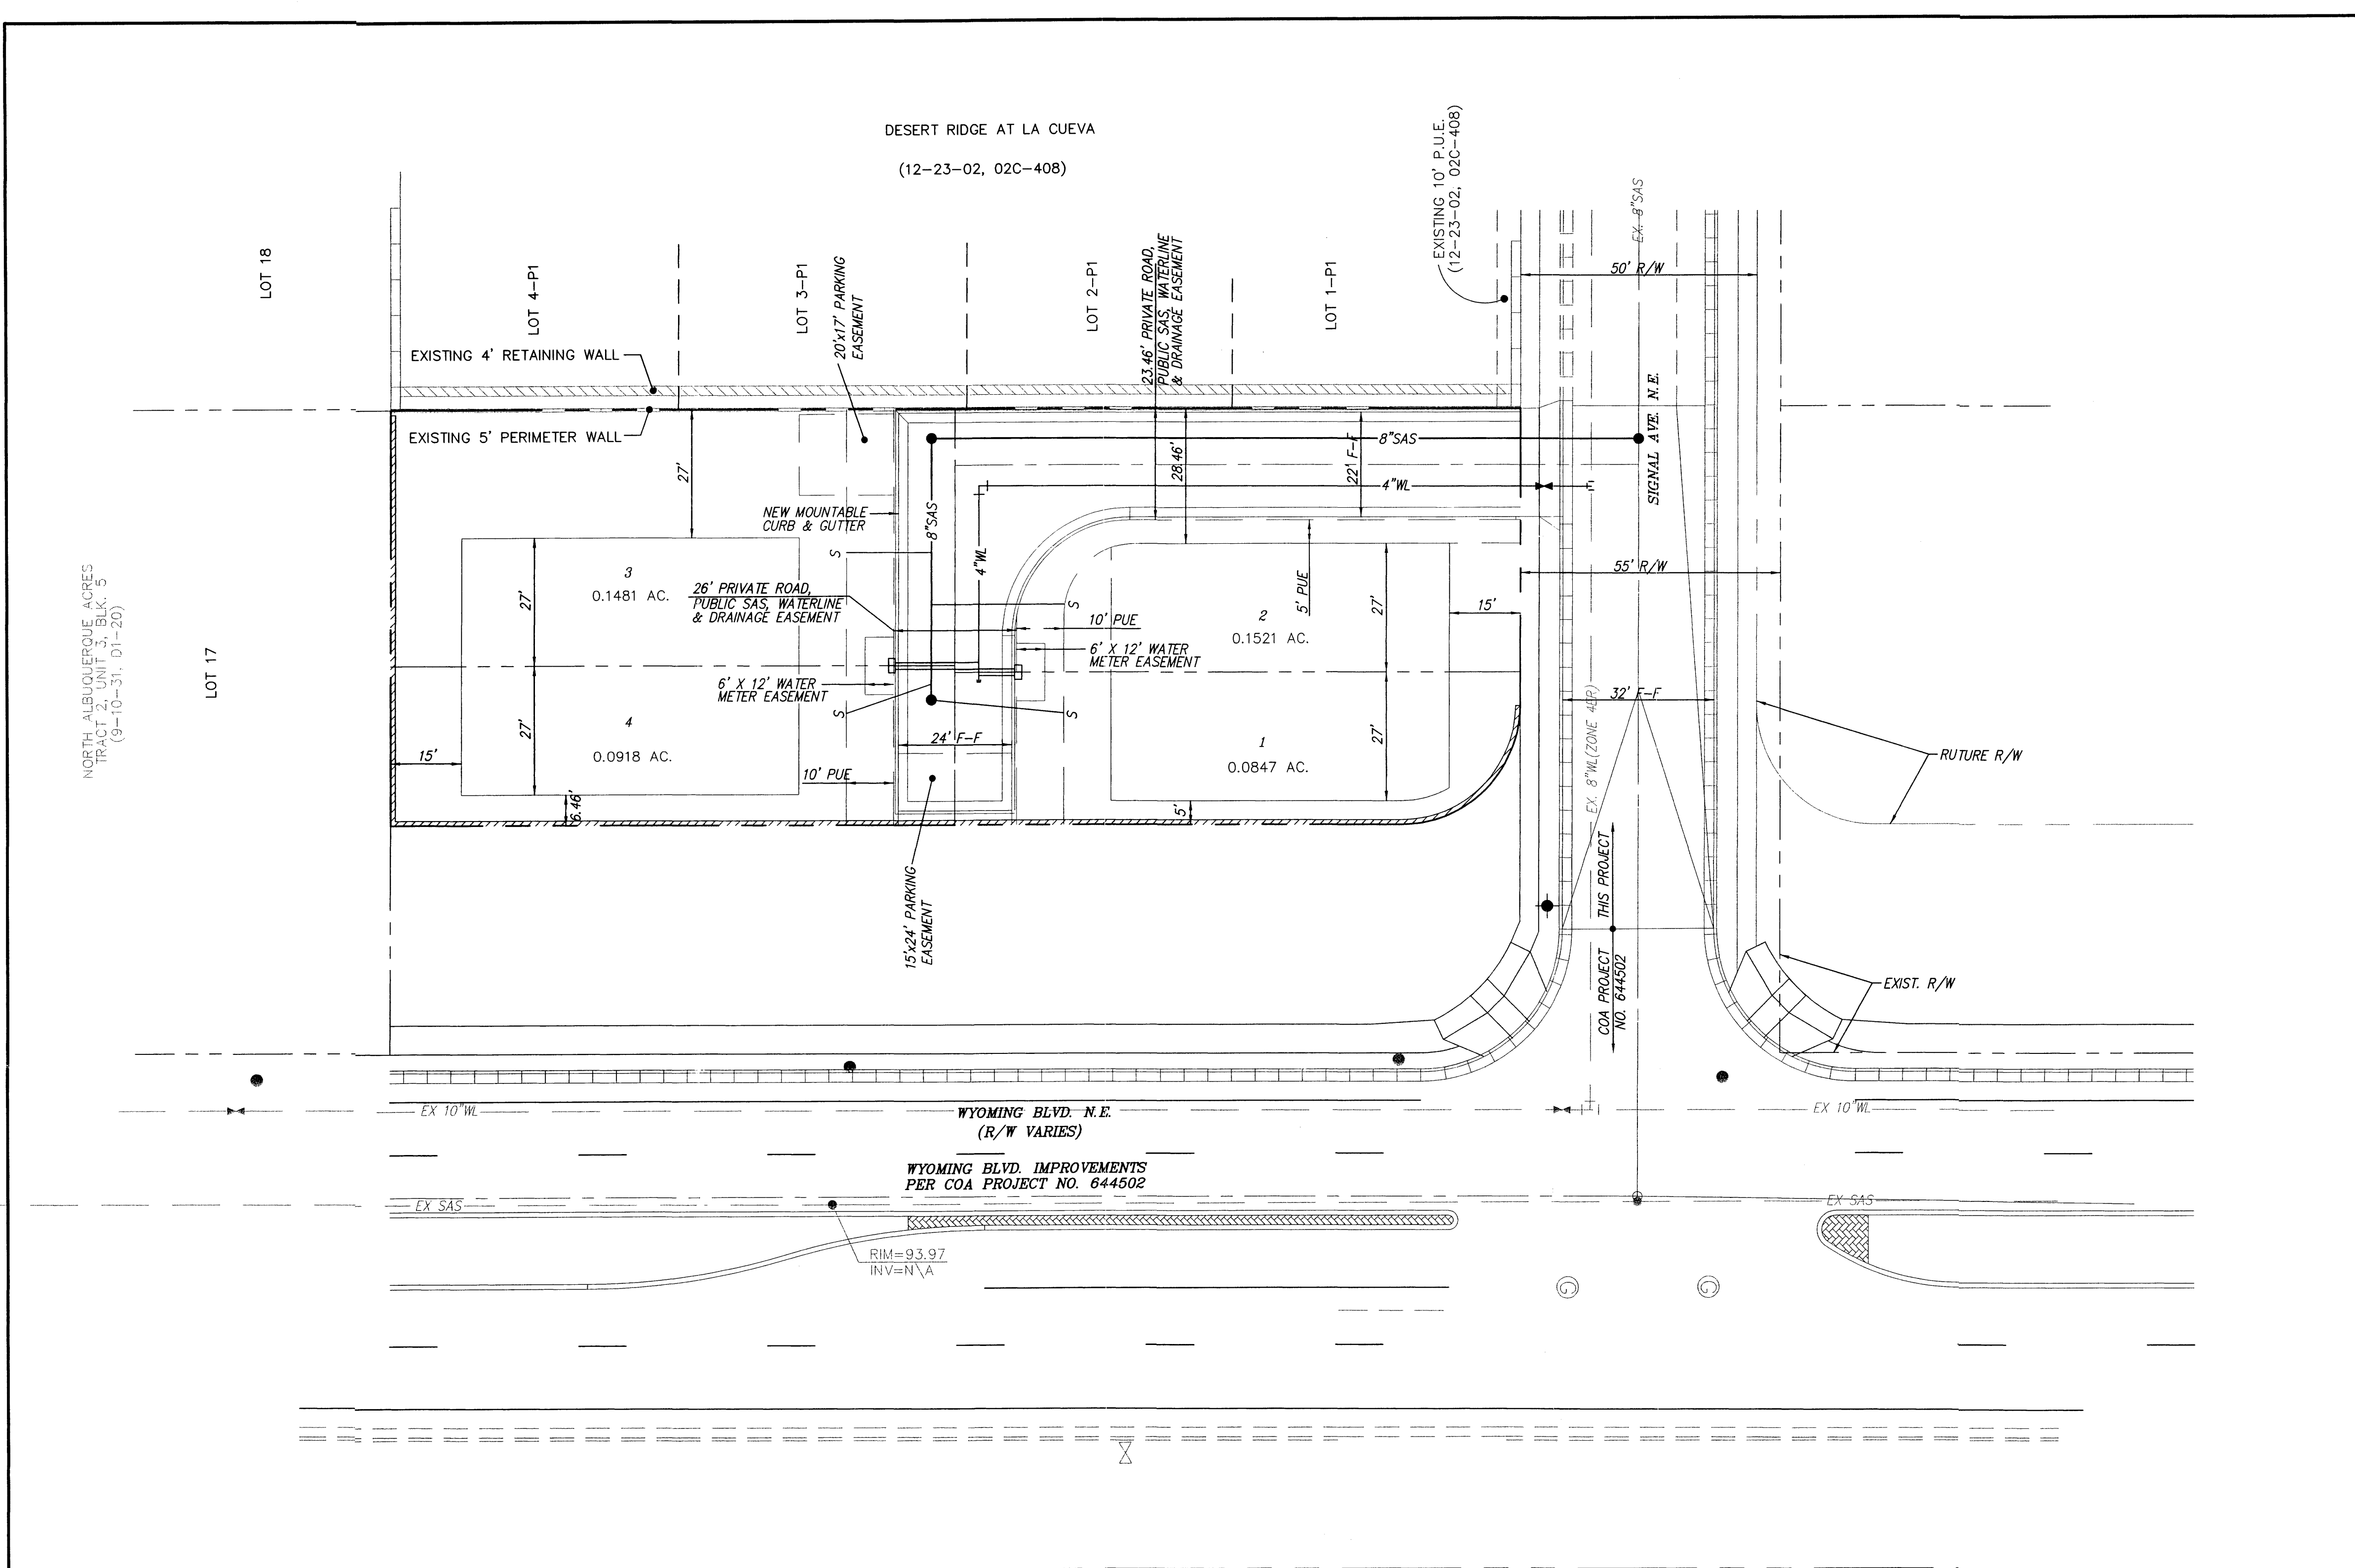 DESERT RIDGE AT LA CUEVA
(12-23-02, 02C-408)
EXISTING 10' P.U.E.
(12-23-02, 02C-408)
EX. 8"SAS
LOT 18
LOT 4-P1
LOT 3-P1
20'x17' PARKING
EASEMENT
LOT 2-P1
23.46' PRIVATE ROAD,
PUBLIC SAS, WATERLINE
& DRAINAGE EASEMENT
LOT 1-P1
50' R/W
EXISTING 4' RETAINING WALL
EXISTING 5' PERIMETER WALL
SIGNAL AVE. N.E.
27'
8"SAS
28.46'
22' F-F
4"WL
NEW MOUNTABLE
CURB & GUTTER
8"SAS
4"WL
S
NORTH ALBUQUERQUE ACRES
TRACT 2, UNIT 3, BLK. 5
(9-10-31. D1-20)
LOT 17
3
0.1481 AC.
27'
26' PRIVATE ROAD,
PUBLIC SAS, WATERLINE
& DRAINAGE EASEMENT
S
10' PUE
6' X 12' WATER
METER EASEMENT
2
0.1521 AC.
5' PUE
27'
15'
55' R/W
6' X 12' WATER
METER EASEMENT
S
S
4
0.0918 AC.
27'
15'
6.46'
10' PUE
24' F-F
1
0.0847 AC.
27'
5'
32' F-F
RUTURE R/W
15'x24' PARKING
EASEMENT
THIS PROJECT
COA PROJECT
NO. 644502
EXIST. R/W
EX 10"WL
WYOMING BLVD. N.E.
(R/W VARIES)
EX 10"WL
WYOMING BLVD. IMPROVEMENTS
PER COA PROJECT NO. 644502
EX SAS
EX SAS
RIM=93.97
INV=N\A
G
G